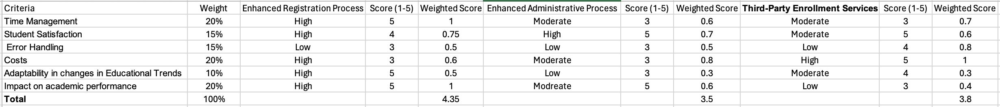 Criteria Weight Enhanced Registration Process Score (1-5) Weighted Score Enhanced Administrative Process Score (1-5) Weighted Score Third-Party Enrollment Services Score (1-5) Weighted Score
Time Management 20% High 5 1 Moderate 3 0.6 Moderate 3 0.7
Student Satisfaction 15% High 4 0.75 High 5 0.7 Moderate 5 0.6
Error Handling 15% Low 3 0.5 Low 3 0.5 Low 4 0.8
Costs 20% High 3 0.6 Moderate 3 0.8 High 5 1
Adaptability in changes in Educational Trends 10% High 5 0.5 Low 3 0.3 Moderate 4 0.3
Impact on academic performance 20% High 5 1 Modreate 5 0.6 Low 3 0.4
Total 100% 4.35 3.5 3.8